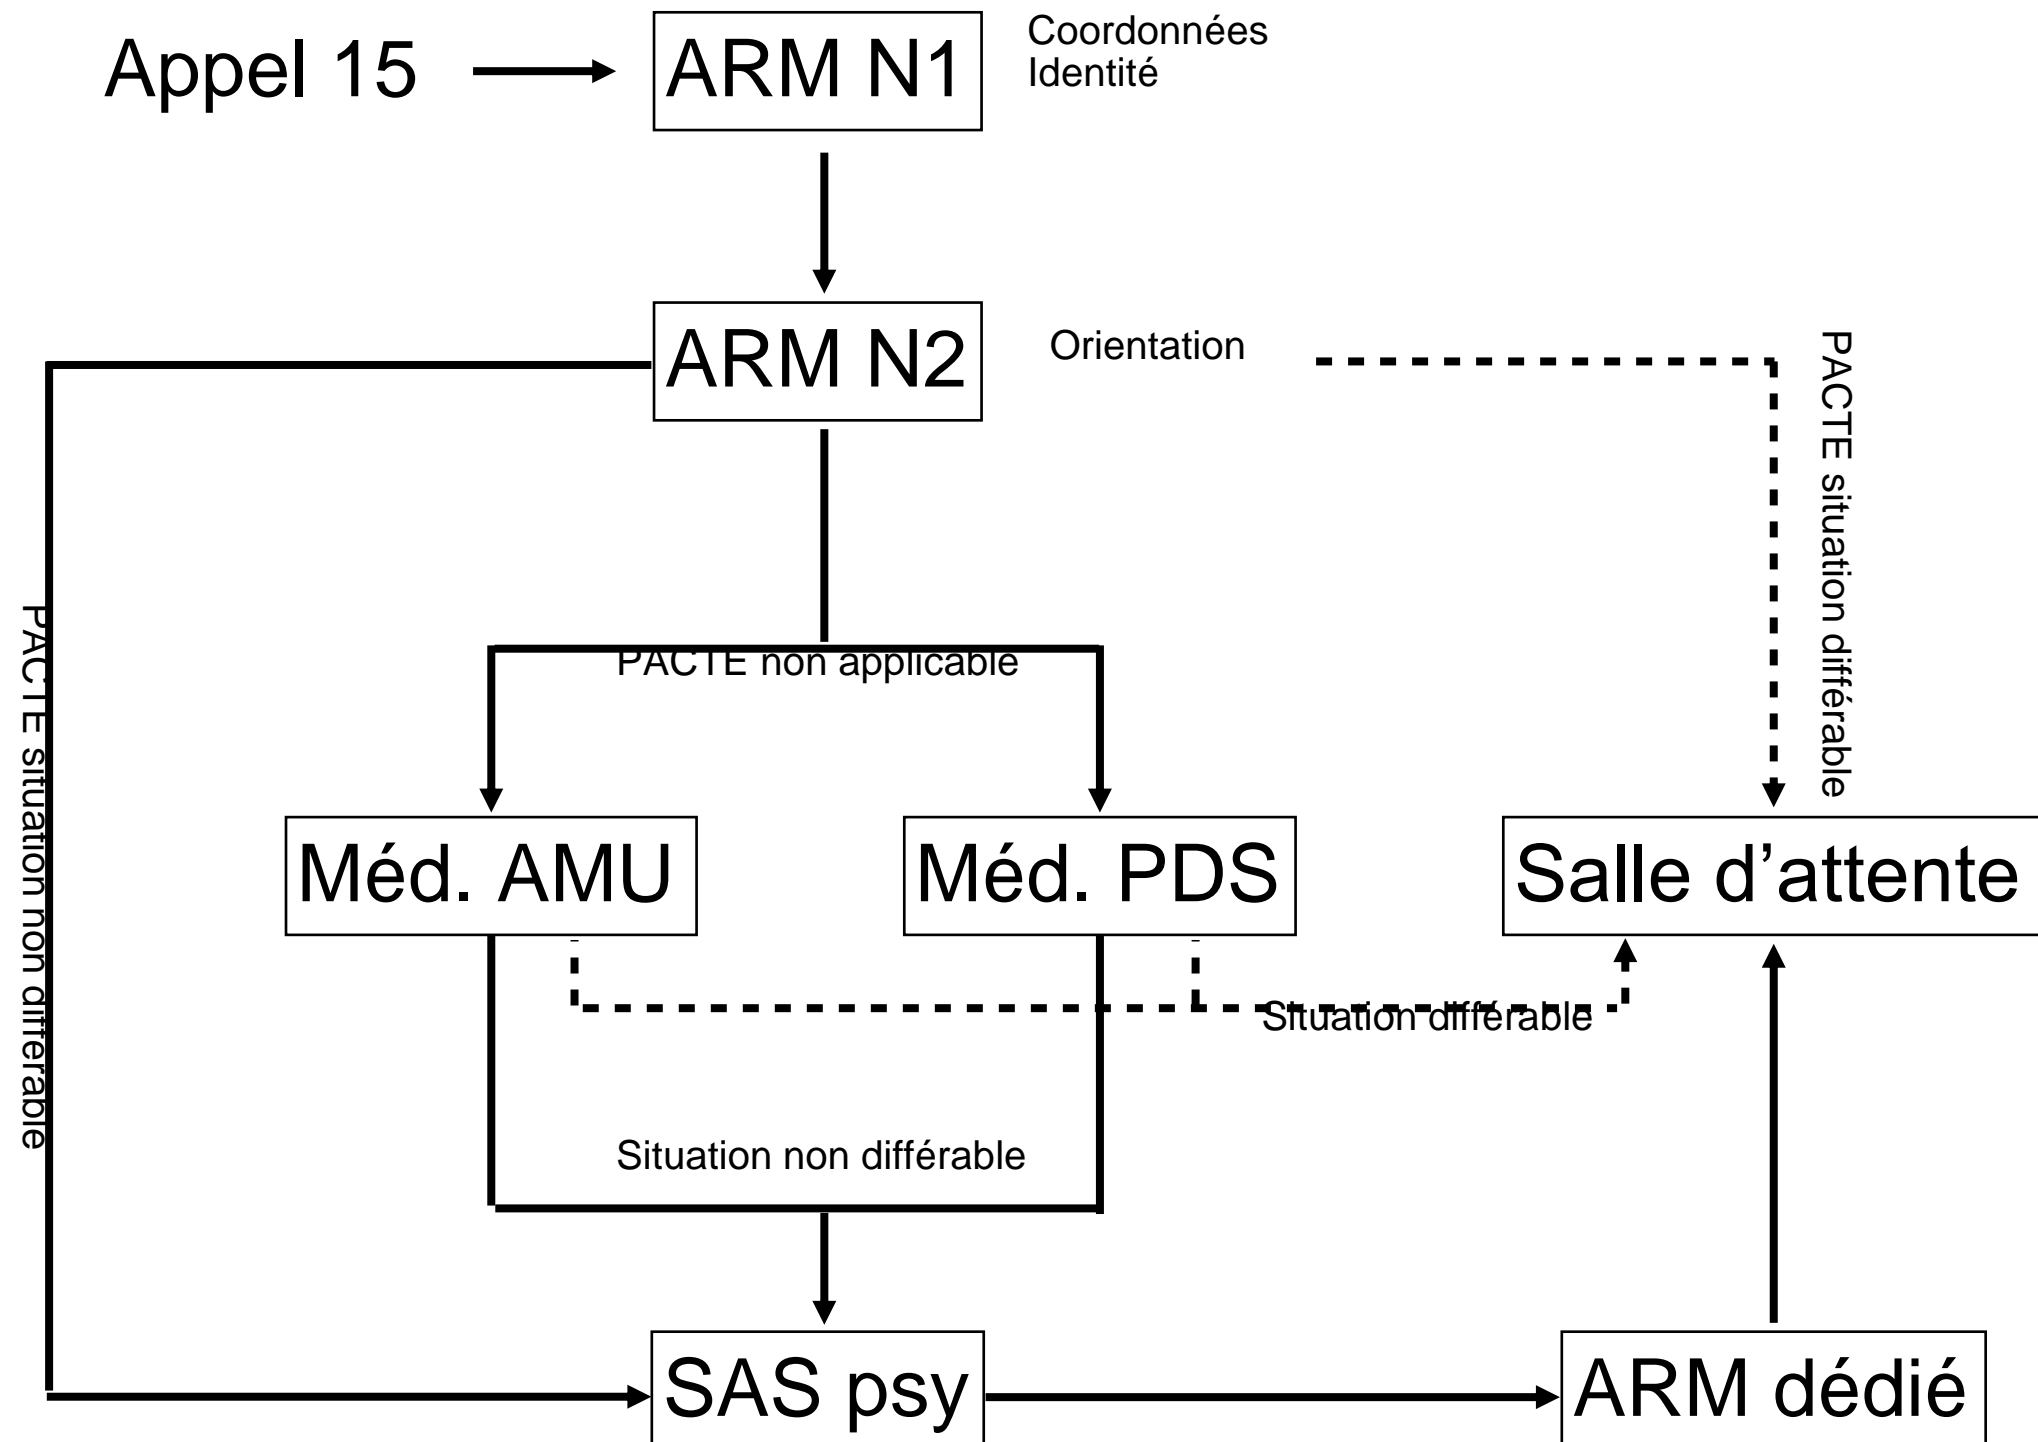 Appel 15
ARM N1
Coordonnées
Identité
ARM N2
Orientation
PACTE situation différable
PACTE situation non différable
PACTE non applicable
Méd. AMU
Méd. PDS
Salle d’attente
Situation différable
Situation non différable
SAS psy
ARM dédié